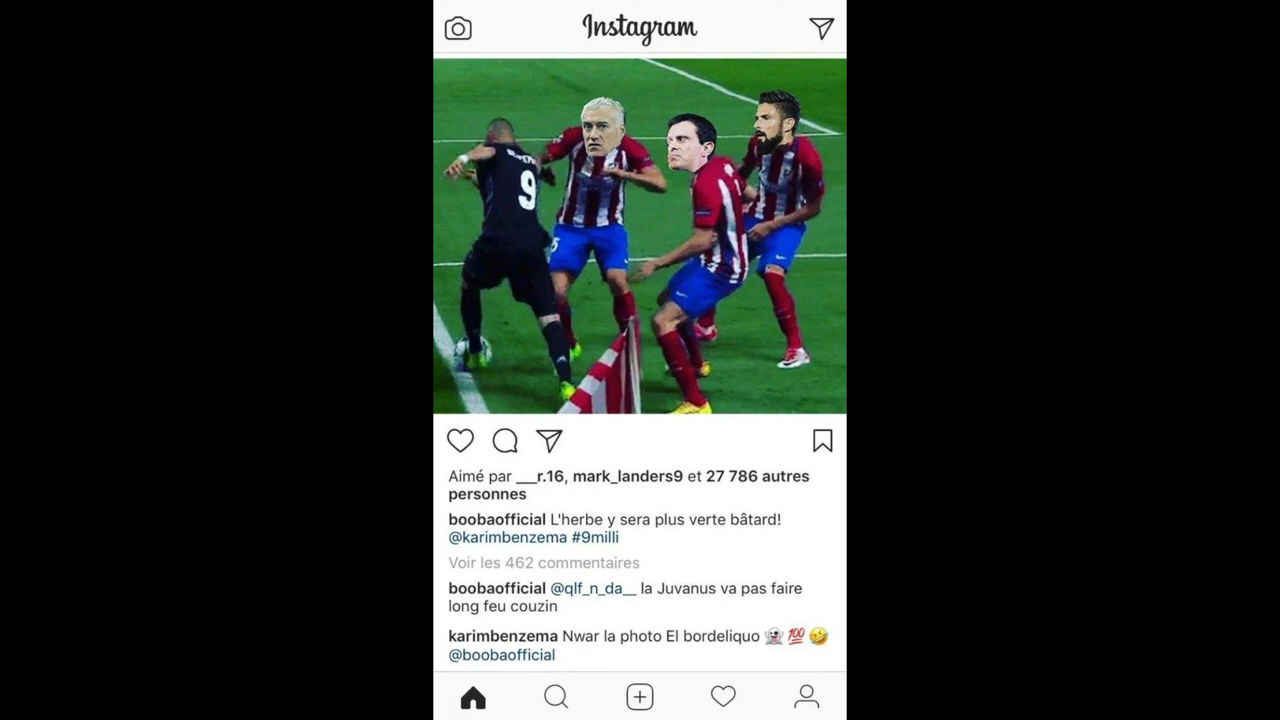 Instagram
9
5
Aimé par ___r.16, mark_landers9 et 27 786 autres
personnes
boobaofficial L'herbe y sera plus verte bâtard!
@karimbenzema #9milli
Voir les 462 commentaires
boobaofficial @qlf_n_da__ la Juvanus va pas faire
long feu couzin
karimbenzema Nwar la photo El bordeliquo 👻 💯 🤣
@boobaofficial